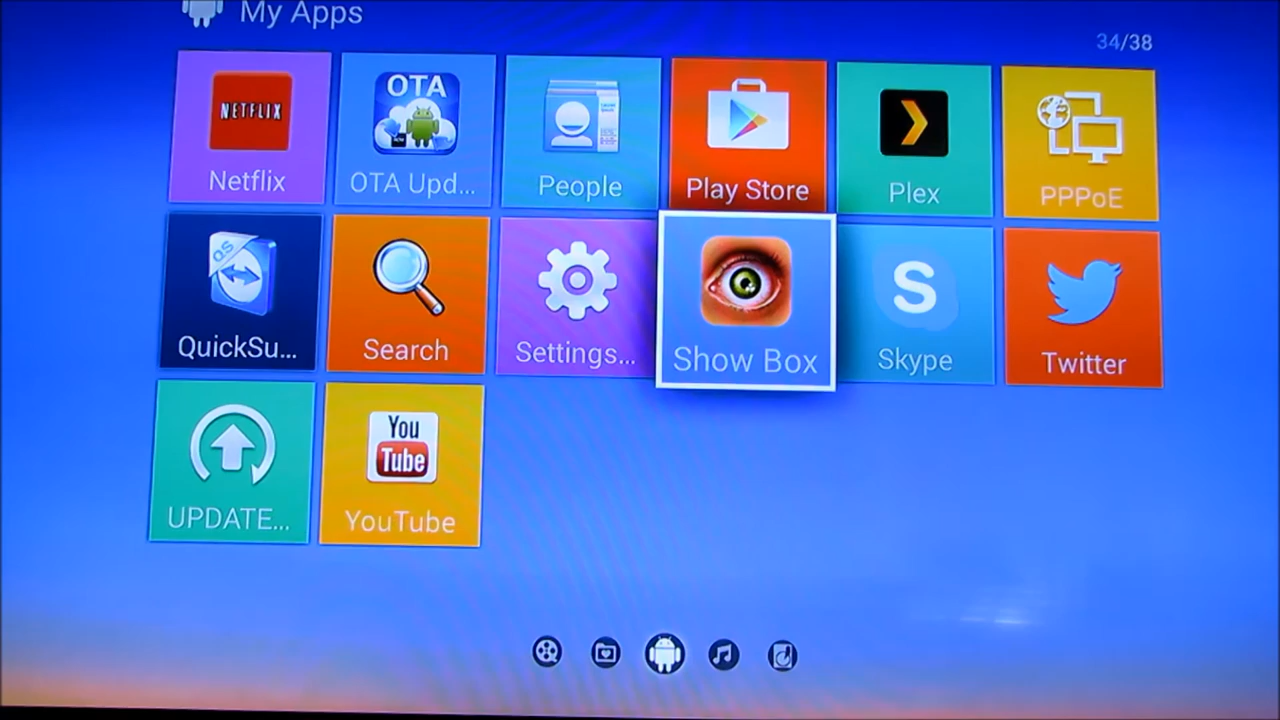 My Apps
34/38
NETFLIX
OTA
Netflix
OTA Upd...
People
Play Store
Plex
PPPoE
QS
S
QuickSu...
Search
Settings...
Show Box
Skype
Twitter
You
Tube
UPDATE...
YouTube